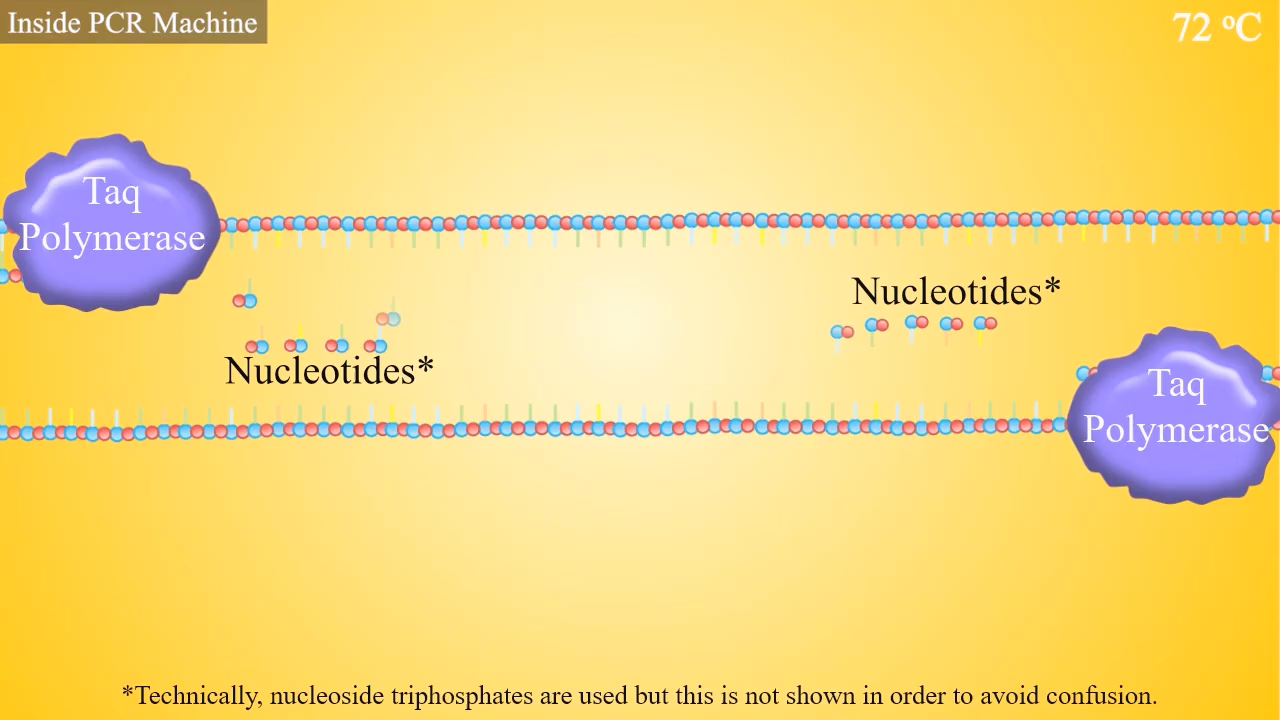 Inside PCR Machine
72 ºC
Taq
Polymerase
Nucleotides*
Nucleotides*
Taq
Polymerase
*Technically, nucleoside triphosphates are used but this is not shown in order to avoid confusion.